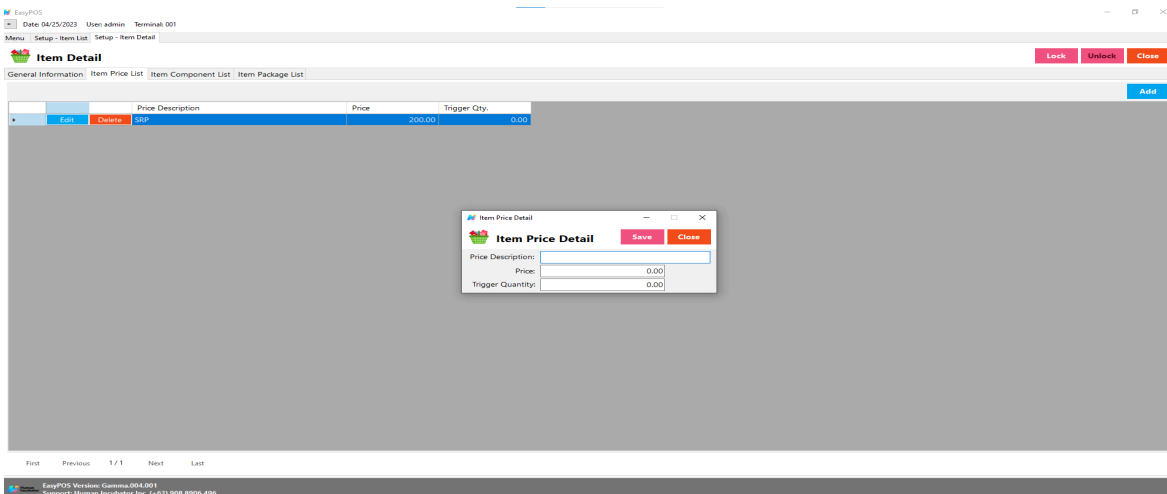 EasyPOS
Date: 04/25/2023 User: admin Terminal: 001
Menu Setup - Item List Setup - Item Detail
Item Detail Lock Unlock Close
General Information Item Price List Item Component List Item Package List
Add
Price Description Price Trigger Qty.
Edit Delete SRP 200.00 0.00
Item Price Detail
Item Price Detail Save Close
Price Description:
Price: 0.00
Trigger Quantity: 0.00
First Previous 1 / 1 Next Last
EasyPOS Version: Gamma.004.001
Support: Human Incubator Inc. (+63) 908 8906 496